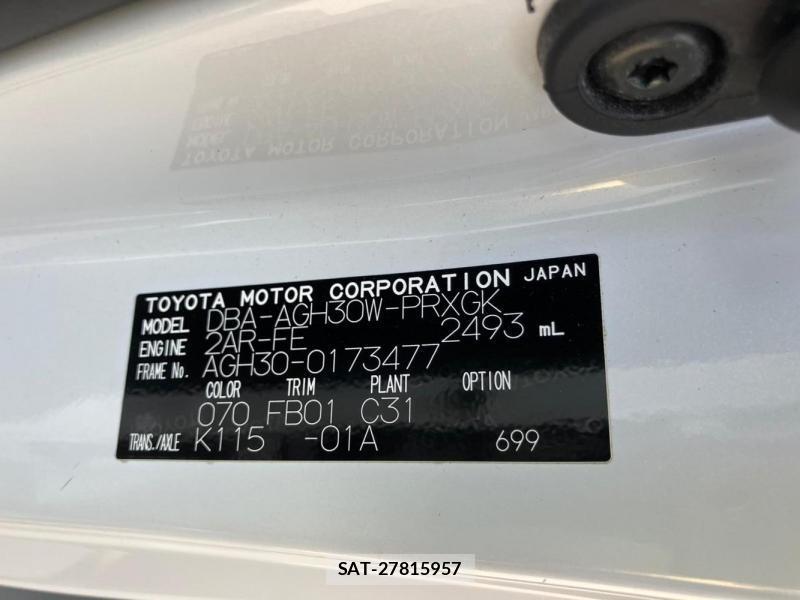 TOYOTA MOTOR CORPORATION JAPAN
MODEL DBA-AGH30W-PRXGK
ENGINE 2AR-FE 2493 mL
FRAME No. AGH30-0173477
COLOR TRIM PLANT OPTION
070 FB01 C31
TRANS./AXLE K115 -01A 699
SAT-27815957